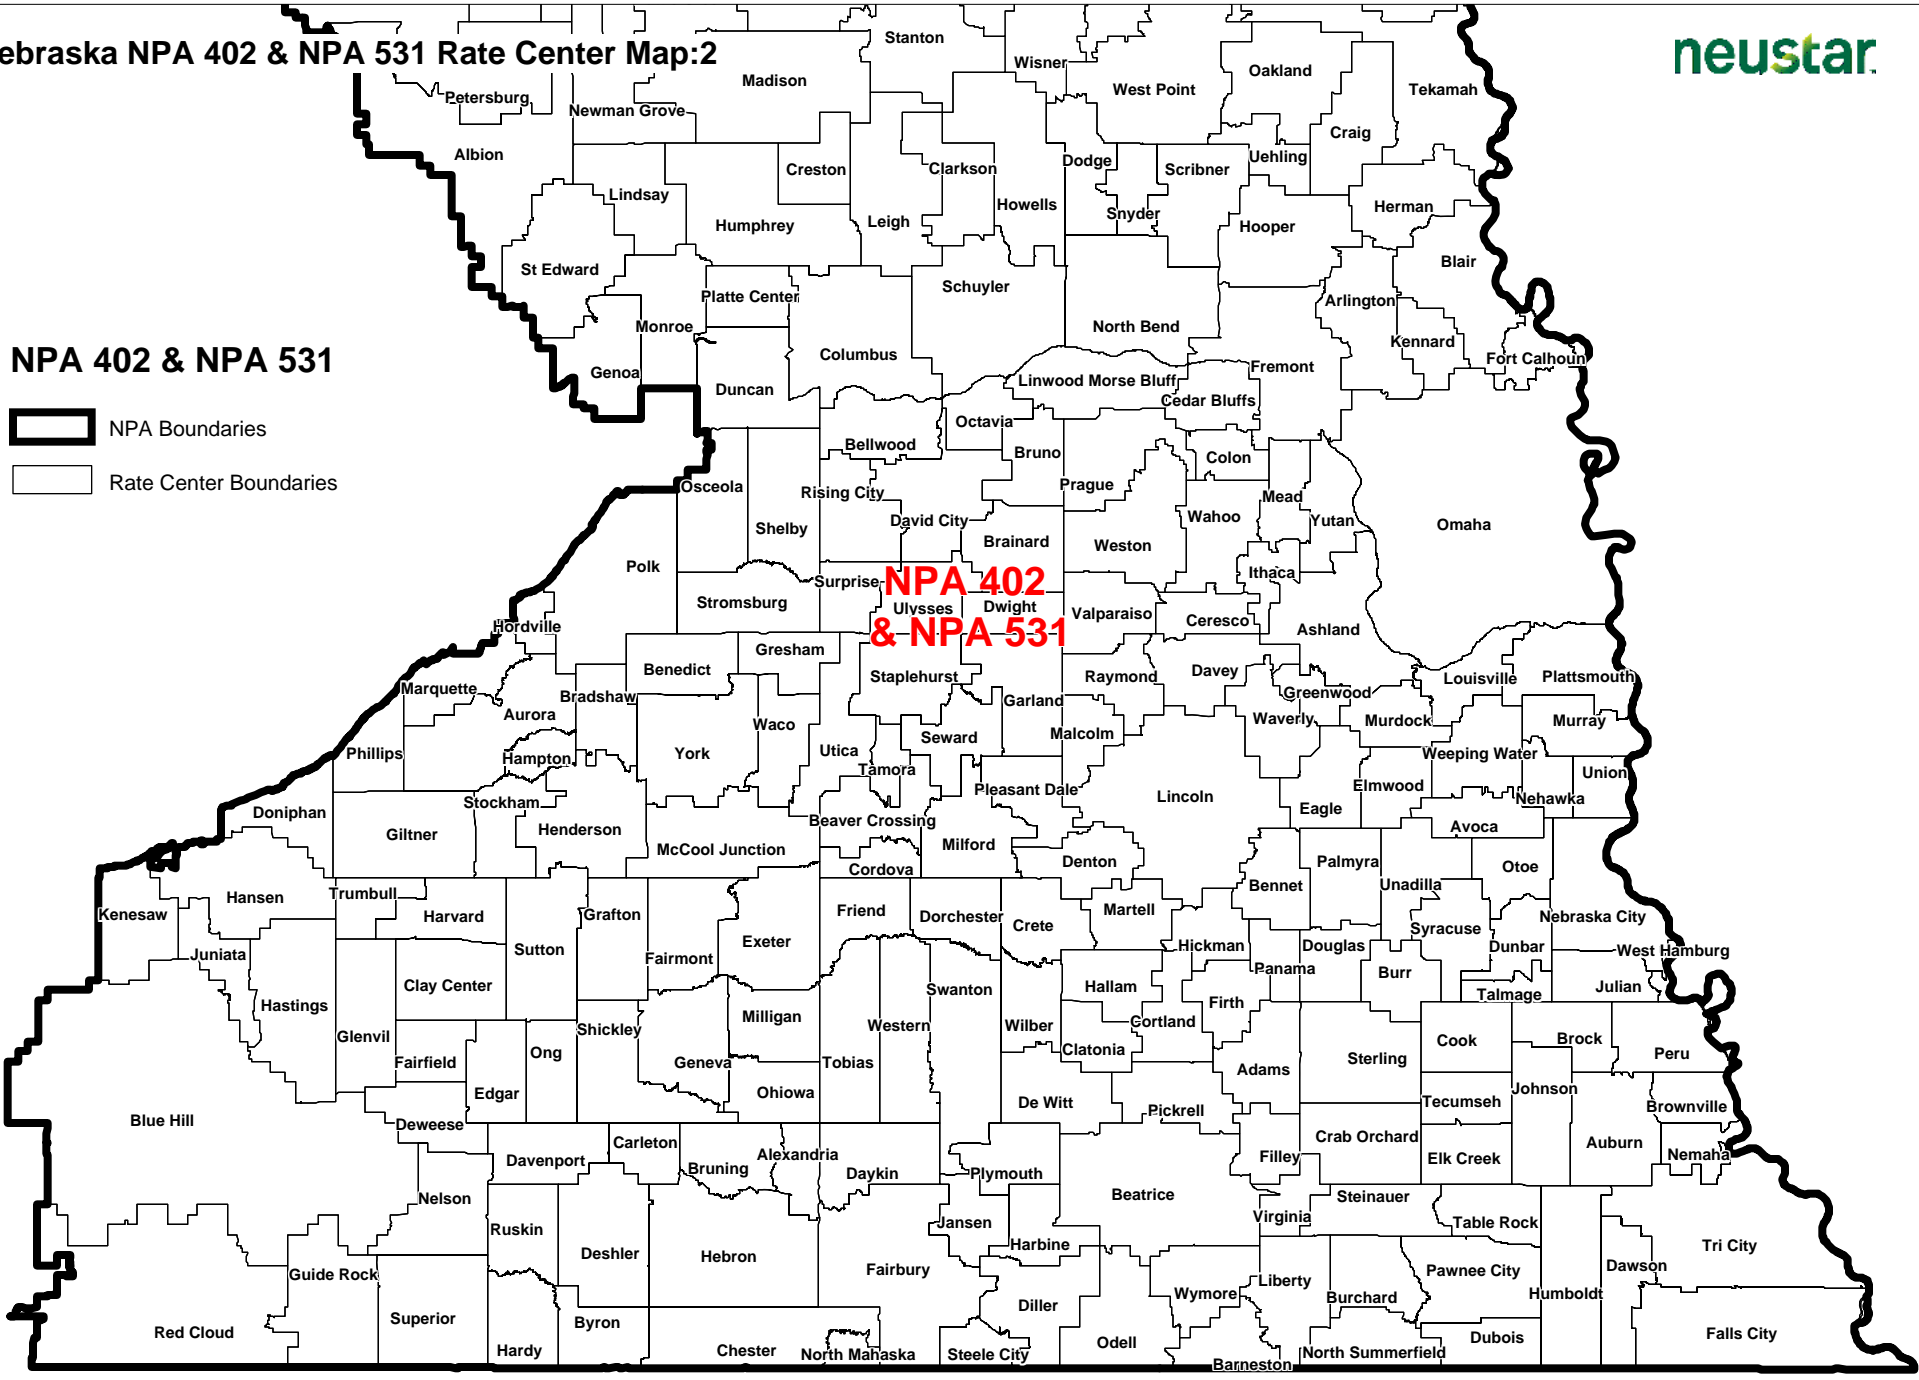 ebraska NPA 402 & NPA 531 Rate Center Map:2
neustar
Stanton
Wisner
Oakland
Madison
West Point
Tekamah
Petersburg
Newman Grove
Craig
Albion
Creston
Clarkson
Dodge
Scribner
Uehling
Lindsay
Howells
Snyder
Herman
Humphrey
Leigh
Hooper
St Edward
Blair
Platte Center
Schuyler
Arlington
Monroe
North Bend
Kennard
NPA 402 & NPA 531
Columbus
Fort Calhoun
Genoa
Fremont
Duncan
Linwood Morse Bluff
Cedar Bluffs
NPA Boundaries
Octavia
Bellwood
Bruno
Colon
Rate Center Boundaries
Osceola
Rising City
Prague
Mead
Shelby
David City
Wahoo
Yutan
Omaha
Brainard
Weston
Polk
Surprise
NPA 402
Ithaca
Stromsburg
Ulysses
Dwight
Valparaiso
Ceresco
Hordville
& NPA 531
Ashland
Gresham
Benedict
Staplehurst
Raymond
Davey
Louisville
Plattsmouth
Marquette
Bradshaw
Garland
Greenwood
Aurora
Waco
Waverly
Murdock
Murray
Seward
Malcolm
Phillips
Hampton
York
Utica
Weeping Water
Tamora
Union
Pleasant Dale
Elmwood
Stockham
Lincoln
Eagle
Nehawka
Doniphan
Giltner
Henderson
Beaver Crossing
Avoca
McCool Junction
Milford
Denton
Palmyra
Otoe
Cordova
Hansen
Trumbull
Bennet
Unadilla
Kenesaw
Harvard
Grafton
Friend
Dorchester
Crete
Martell
Nebraska City
Juniata
Sutton
Exeter
Hickman
Douglas
Syracuse
Dunbar
West Hamburg
Fairmont
Panama
Burr
Clay Center
Swanton
Hallam
Talmage
Julian
Hastings
Firth
Glenvil
Shickley
Milligan
Western
Wilber
Cortland
Cook
Brock
Fairfield
Ong
Geneva
Tobias
Clatonia
Sterling
Peru
Adams
Edgar
Ohiowa
De Witt
Pickrell
Tecumseh
Johnson
Brownville
Blue Hill
Deweese
Carleton
Crab Orchard
Auburn
Davenport
Bruning
Alexandria
Daykin
Plymouth
Filley
Elk Creek
Nemaha
Nelson
Beatrice
Steinauer
Ruskin
Jansen
Virginia
Table Rock
Deshler
Hebron
Harbine
Tri City
Guide Rock
Fairbury
Liberty
Pawnee City
Dawson
Superior
Diller
Wymore
Burchard
Humboldt
Red Cloud
Byron
Odell
Dubois
Falls City
Hardy
Chester
North Mahaska
Steele City
Barneston
North Summerfield